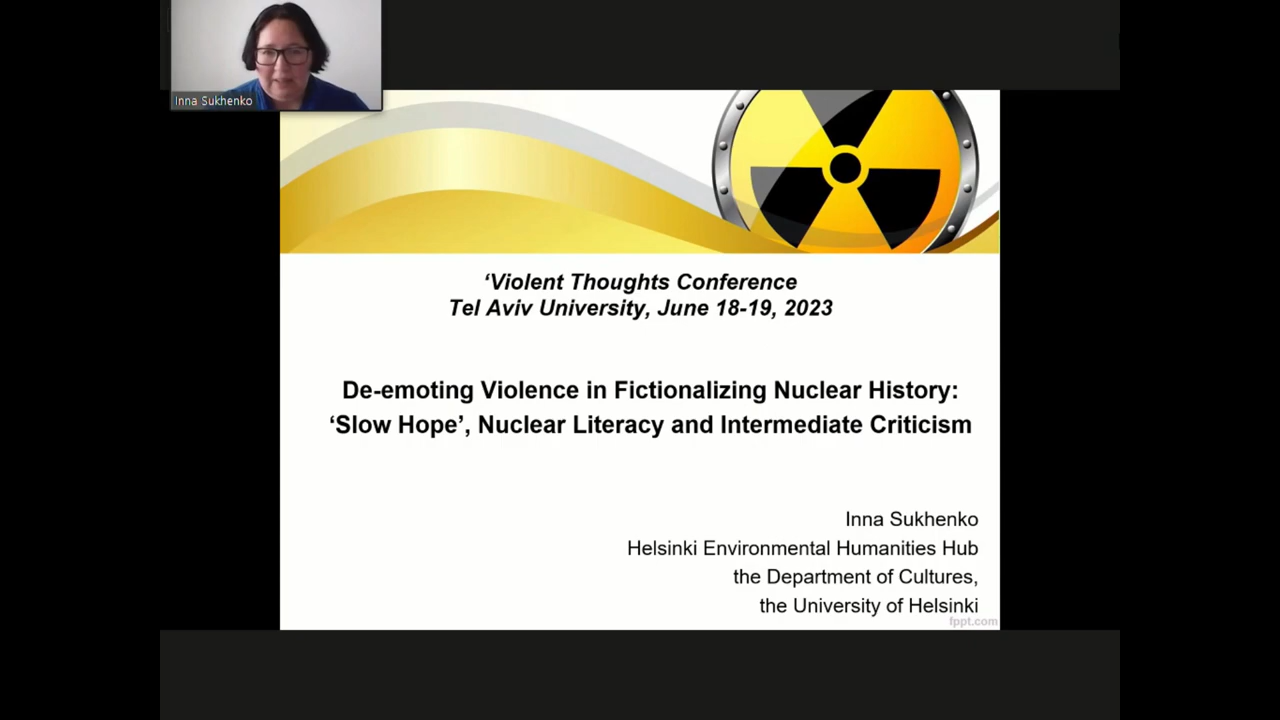 Inna Sukhenko
‘Violent Thoughts Conference
Tel Aviv University, June 18-19, 2023
De-emoting Violence in Fictionalizing Nuclear History:
‘Slow Hope’, Nuclear Literacy and Intermediate Criticism
Inna Sukhenko
Helsinki Environmental Humanities Hub
the Department of Cultures,
the University of Helsinki
fppt.com